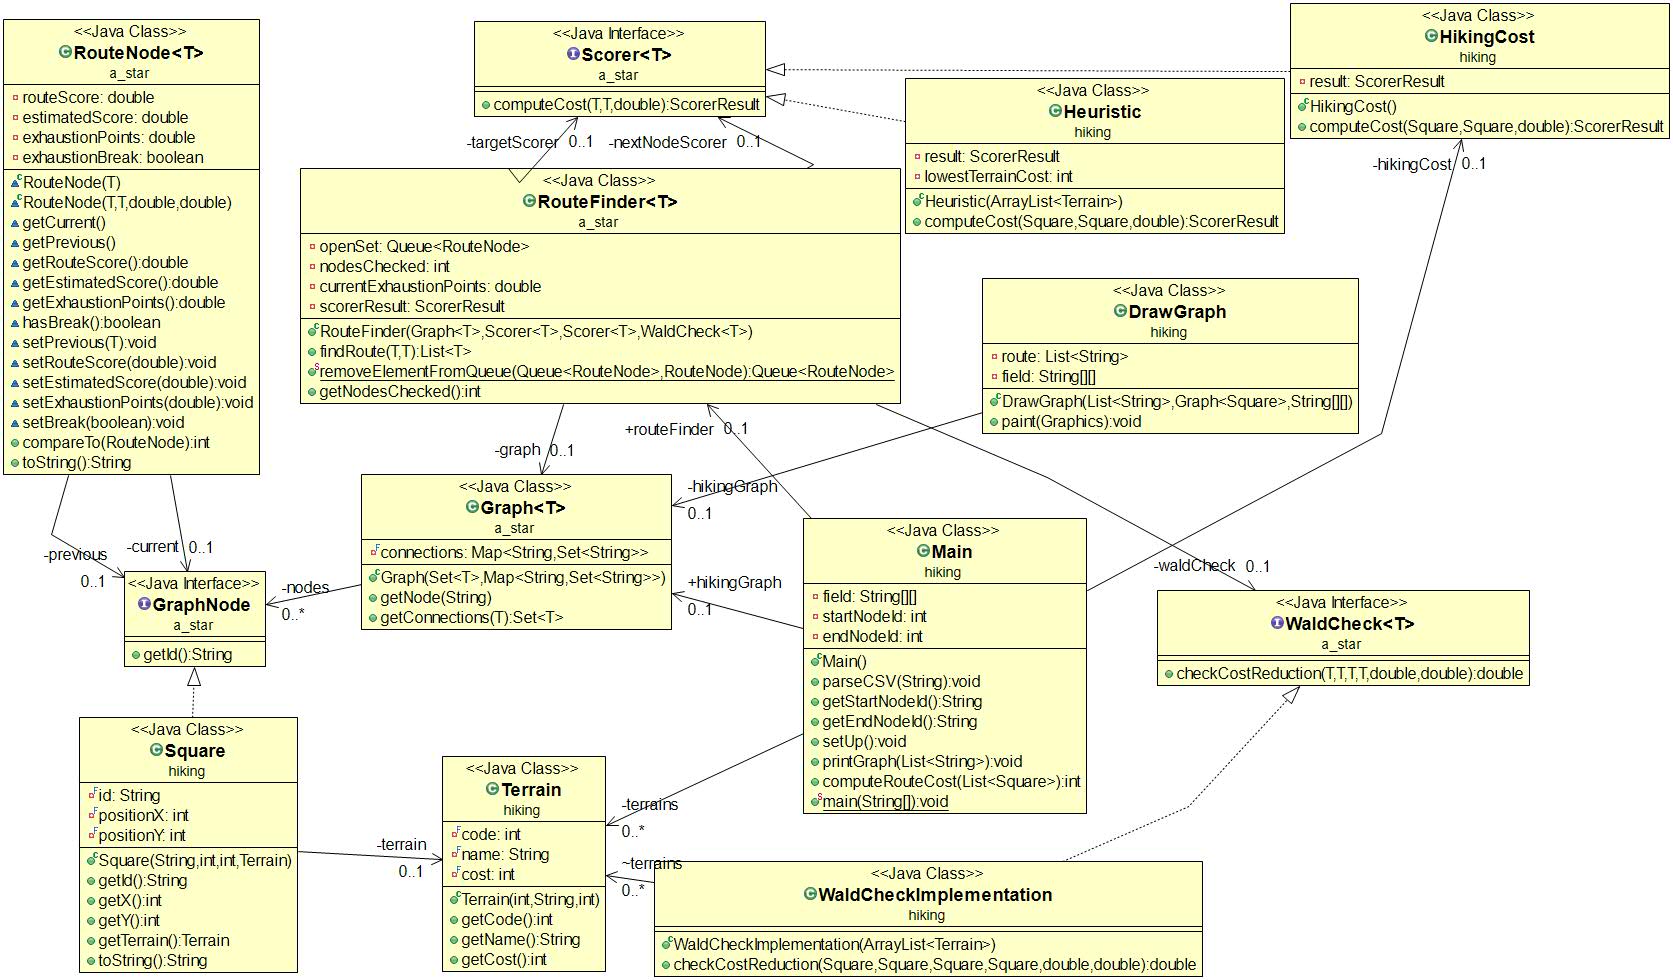 <<Java Class>>
RouteNode<T>
a_star
routeScore: double
estimatedScore: double
exhaustionPoints: double
exhaustionBreak: boolean
RouteNode(T)
RouteNode(T,T,double,double)
getCurrent()
getPrevious()
getRouteScore():double
getEstimatedScore():double
getExhaustionPoints():double
hasBreak():boolean
setPrevious(T):void
setRouteScore(double):void
setEstimatedScore(double):void
setExhaustionPoints(double):void
setBreak(boolean):void
compareTo(RouteNode):int
toString():String
<<Java Interface>>
Scorer<T>
a_star
computeCost(T,T,double):ScorerResult
<<Java Class>>
HikingCost
hiking
result: ScorerResult
HikingCost()
computeCost(Square,Square,double):ScorerResult
<<Java Class>>
Heuristic
hiking
result: ScorerResult
lowestTerrainCost: int
Heuristic(ArrayList<Terrain>)
computeCost(Square,Square,double):ScorerResult
-targetScorer 0..1
-nextNodeScorer 0..1
-hikingCost 0..1
<<Java Class>>
RouteFinder<T>
a_star
openSet: Queue<RouteNode>
nodesChecked: int
currentExhaustionPoints: double
scorerResult: ScorerResult
RouteFinder(Graph<T>,Scorer<T>,Scorer<T>,WaldCheck<T>)
findRoute(T,T):List<T>
removeElementFromQueue(Queue<RouteNode>,RouteNode):Queue<RouteNode>
getNodesChecked():int
<<Java Class>>
DrawGraph
hiking
route: List<String>
field: String[][]
DrawGraph(List<String>,Graph<Square>,String[][])
paint(Graphics):void
-graph 0..1
+routeFinder 0..1
-hikingGraph
0..1
<<Java Class>>
Graph<T>
a_star
connections: Map<String,Set<String>>
Graph(Set<T>,Map<String,Set<String>>)
getNode(String)
getConnections(T):Set<T>
+hikingGraph
0..1
-previous
0..1
-current 0..1
-nodes
0..*
<<Java Interface>>
GraphNode
a_star
getId():String
<<Java Class>>
Main
hiking
field: String[][]
startNodeId: int
endNodeId: int
Main()
parseCSV(String):void
getStartNodeId():String
getEndNodeId():String
setUp():void
printGraph(List<String>):void
computeRouteCost(List<Square>):int
main(String[]):void
-waldCheck 0..1
<<Java Interface>>
WaldCheck<T>
a_star
checkCostReduction(T,T,T,T,double,double):double
<<Java Class>>
Square
hiking
id: String
positionX: int
positionY: int
Square(String,int,int,Terrain)
getId():String
getX():int
getY():int
getTerrain():Terrain
toString():String
-terrain
0..1
<<Java Class>>
Terrain
hiking
code: int
name: String
cost: int
Terrain(int,String,int)
getCode():int
getName():String
getCost():int
-terrains
0..*
~terrains
0..*
<<Java Class>>
WaldCheckImplementation
hiking
WaldCheckImplementation(ArrayList<Terrain>)
checkCostReduction(Square,Square,Square,Square,double,double):double